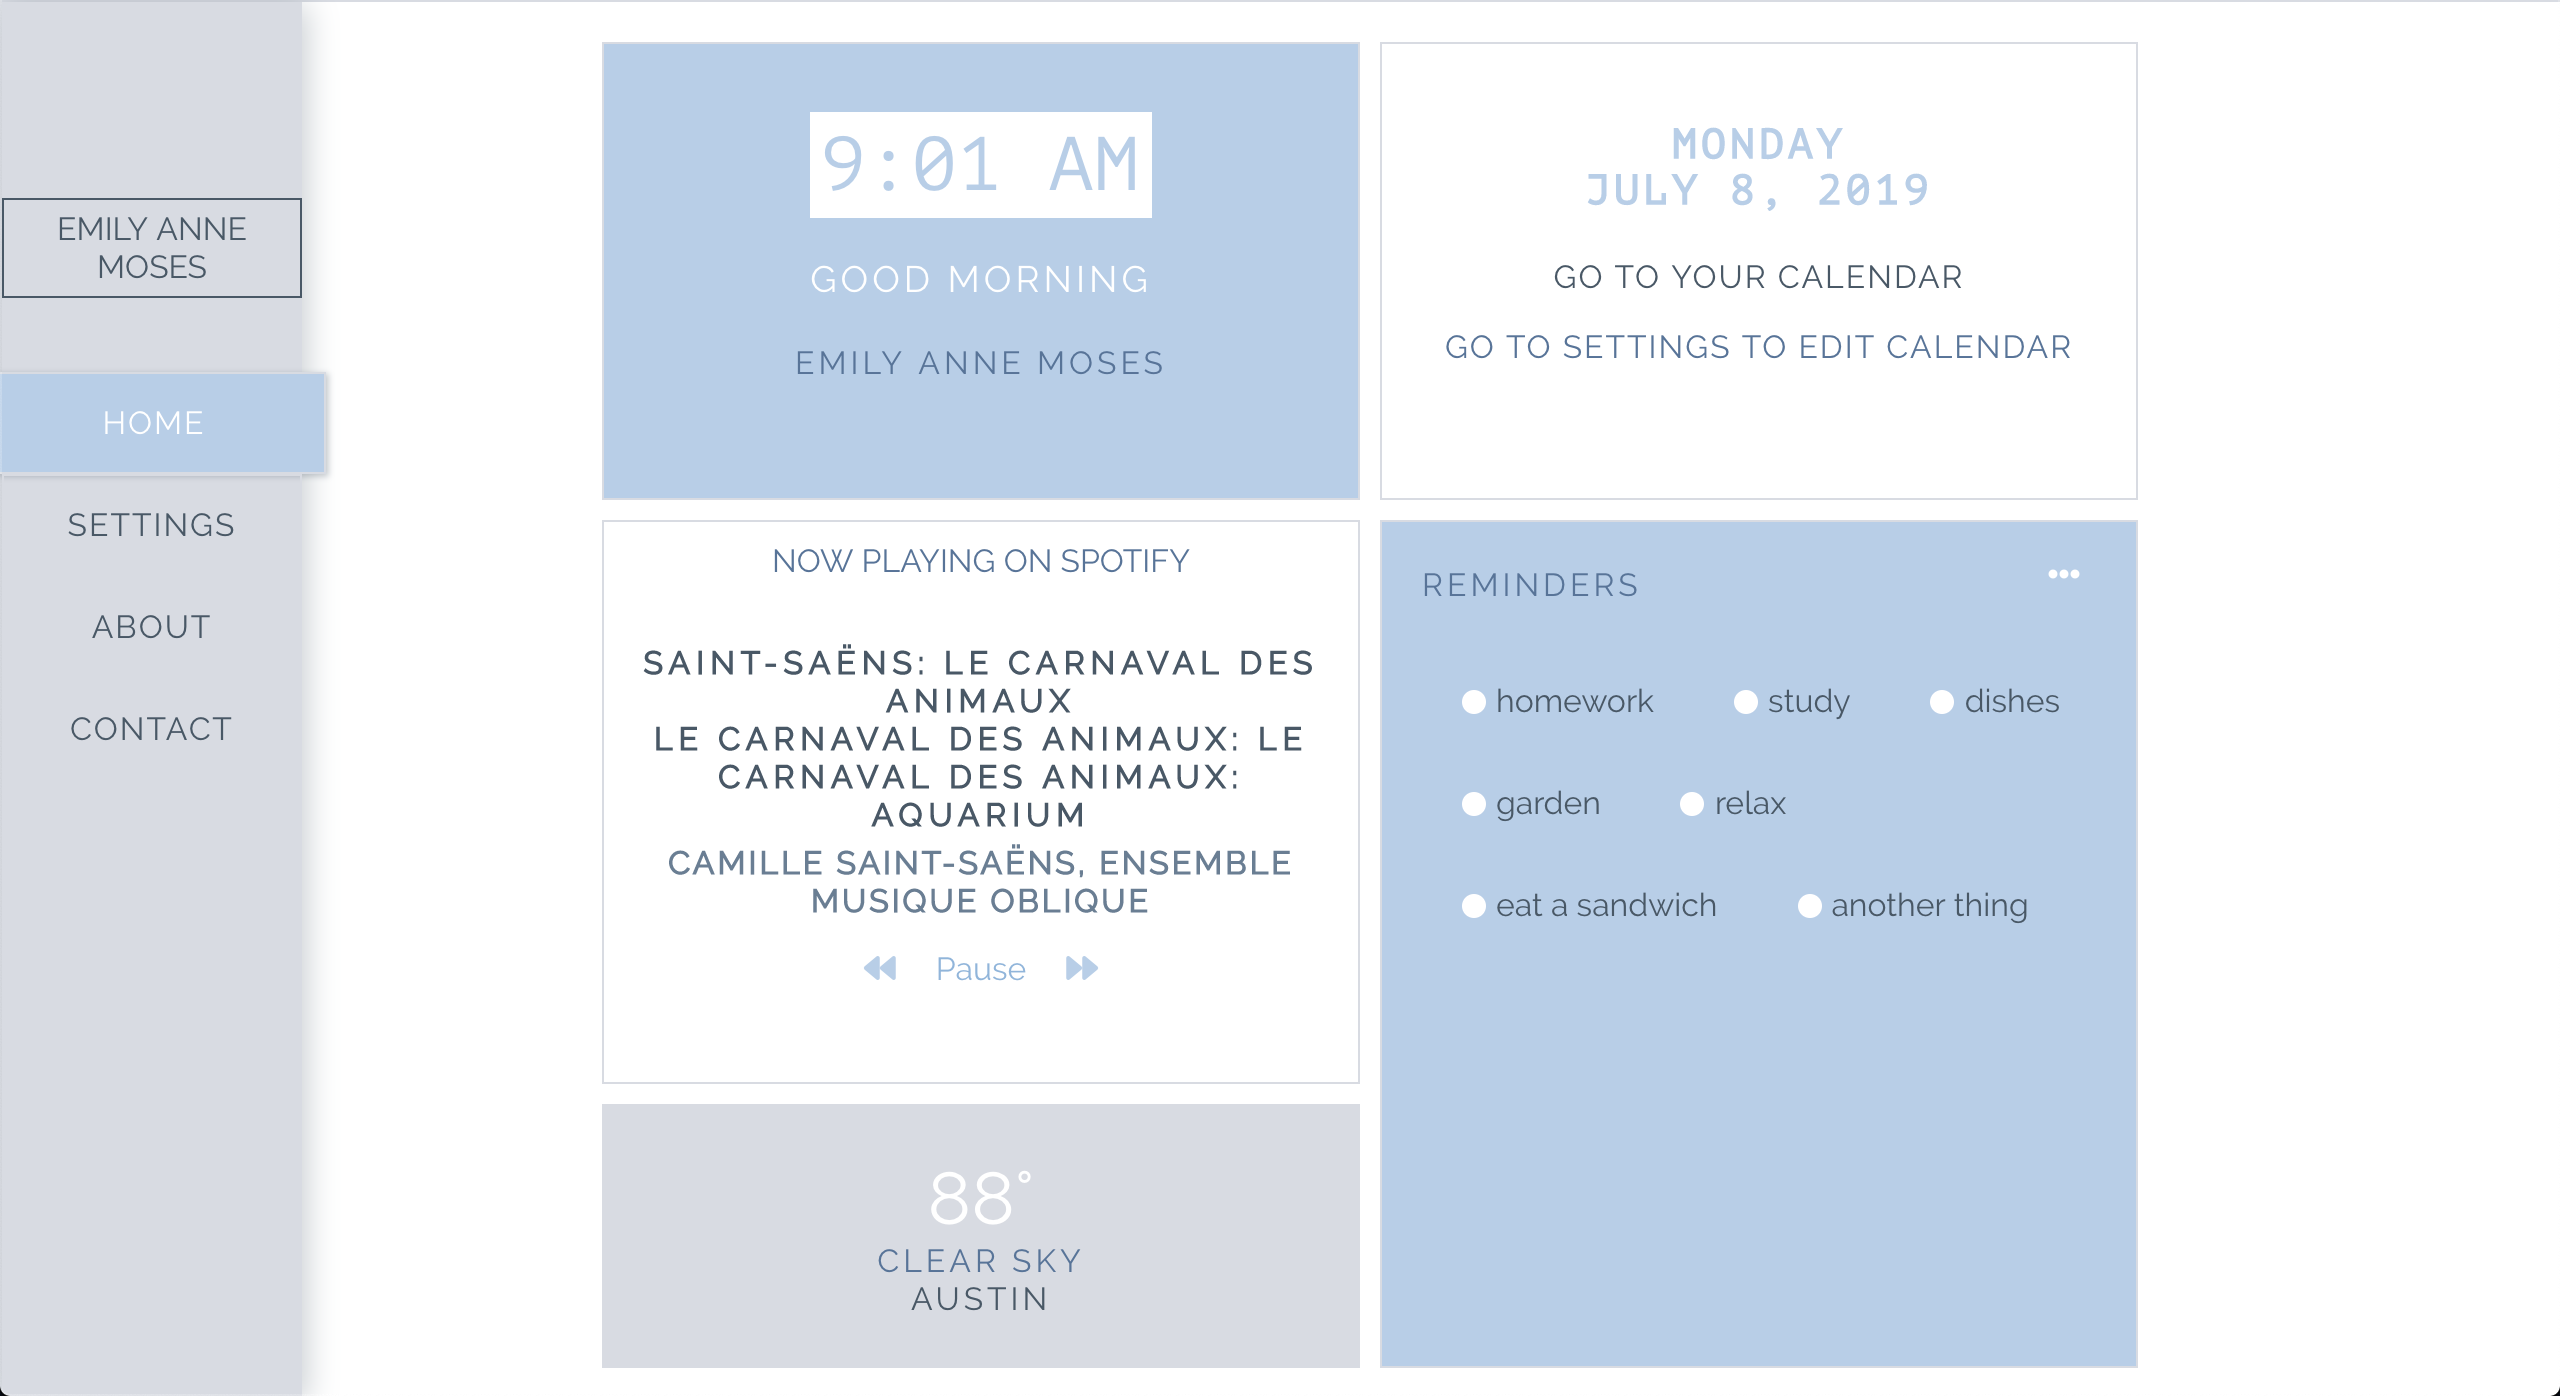 EMILY ANNE
MOSES
HOME
SETTINGS
ABOUT
CONTACT
9:01 AM
GOOD MORNING
EMILY ANNE MOSES
MONDAY
JULY 8, 2019
GO TO YOUR CALENDAR
GO TO SETTINGS TO EDIT CALENDAR
NOW PLAYING ON SPOTIFY
SAINT-SAËNS: LE CARNAVAL DES
ANIMAUX
LE CARNAVAL DES ANIMAUX: LE
CARNAVAL DES ANIMAUX:
AQUARIUM
CAMILLE SAINT-SAËNS, ENSEMBLE
MUSIQUE OBLIQUE
Pause
REMINDERS
homework study dishes
garden relax
eat a sandwich another thing
88°
CLEAR SKY
AUSTIN